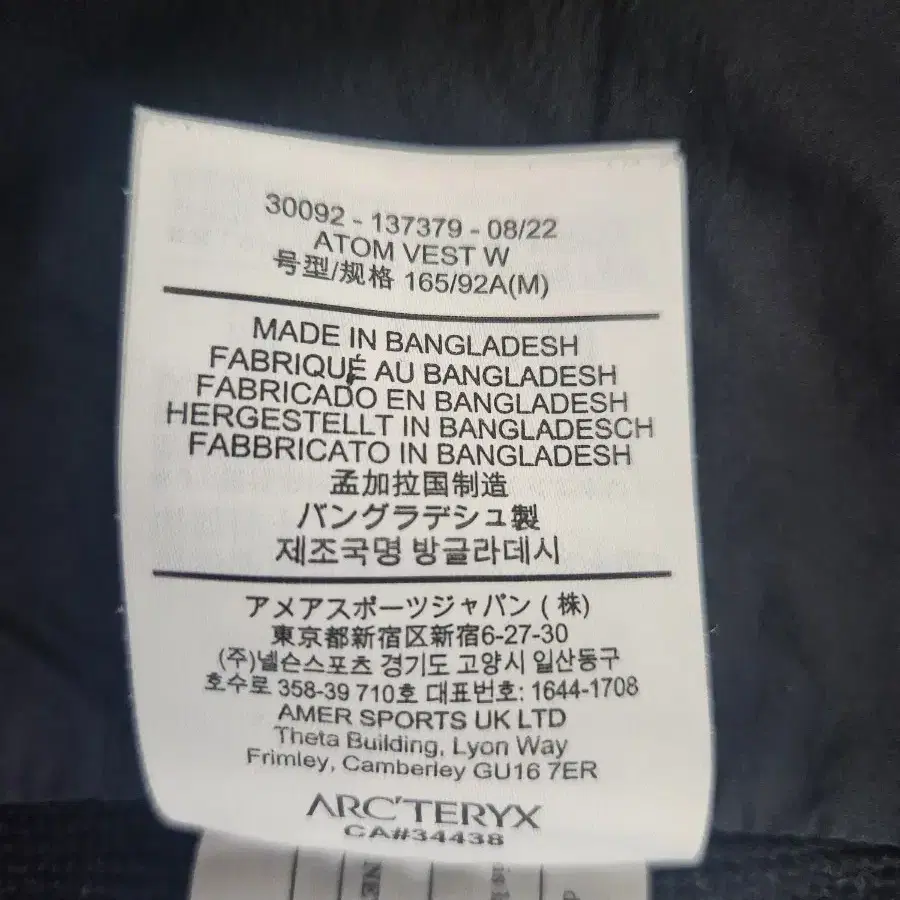 30092 - 137379 - 08/22
ATOM VEST W
号型/规格 165/92A(M)
MADE IN BANGLADESH
FABRIQUÉ AU BANGLADESH
FABRICADO EN BANGLADESH
HERGESTELLT IN BANGLADESCH
FABBRICATO IN BANGLADESH
孟加拉国制造
バングラデシュ製
제조국명 방글라데시
アメアスポーツジャパン ( 株)
東京都新宿区新宿6-27-30
(주)넬슨스포츠 경기도 고양시 일산동구
호수로 358-39 710호 대표번호: 1644-1708
AMER SPORTS UK LTD
Theta Building, Lyon Way
Frimley, Camberley GU16 7ER
ARC'TERYX
CA#34438